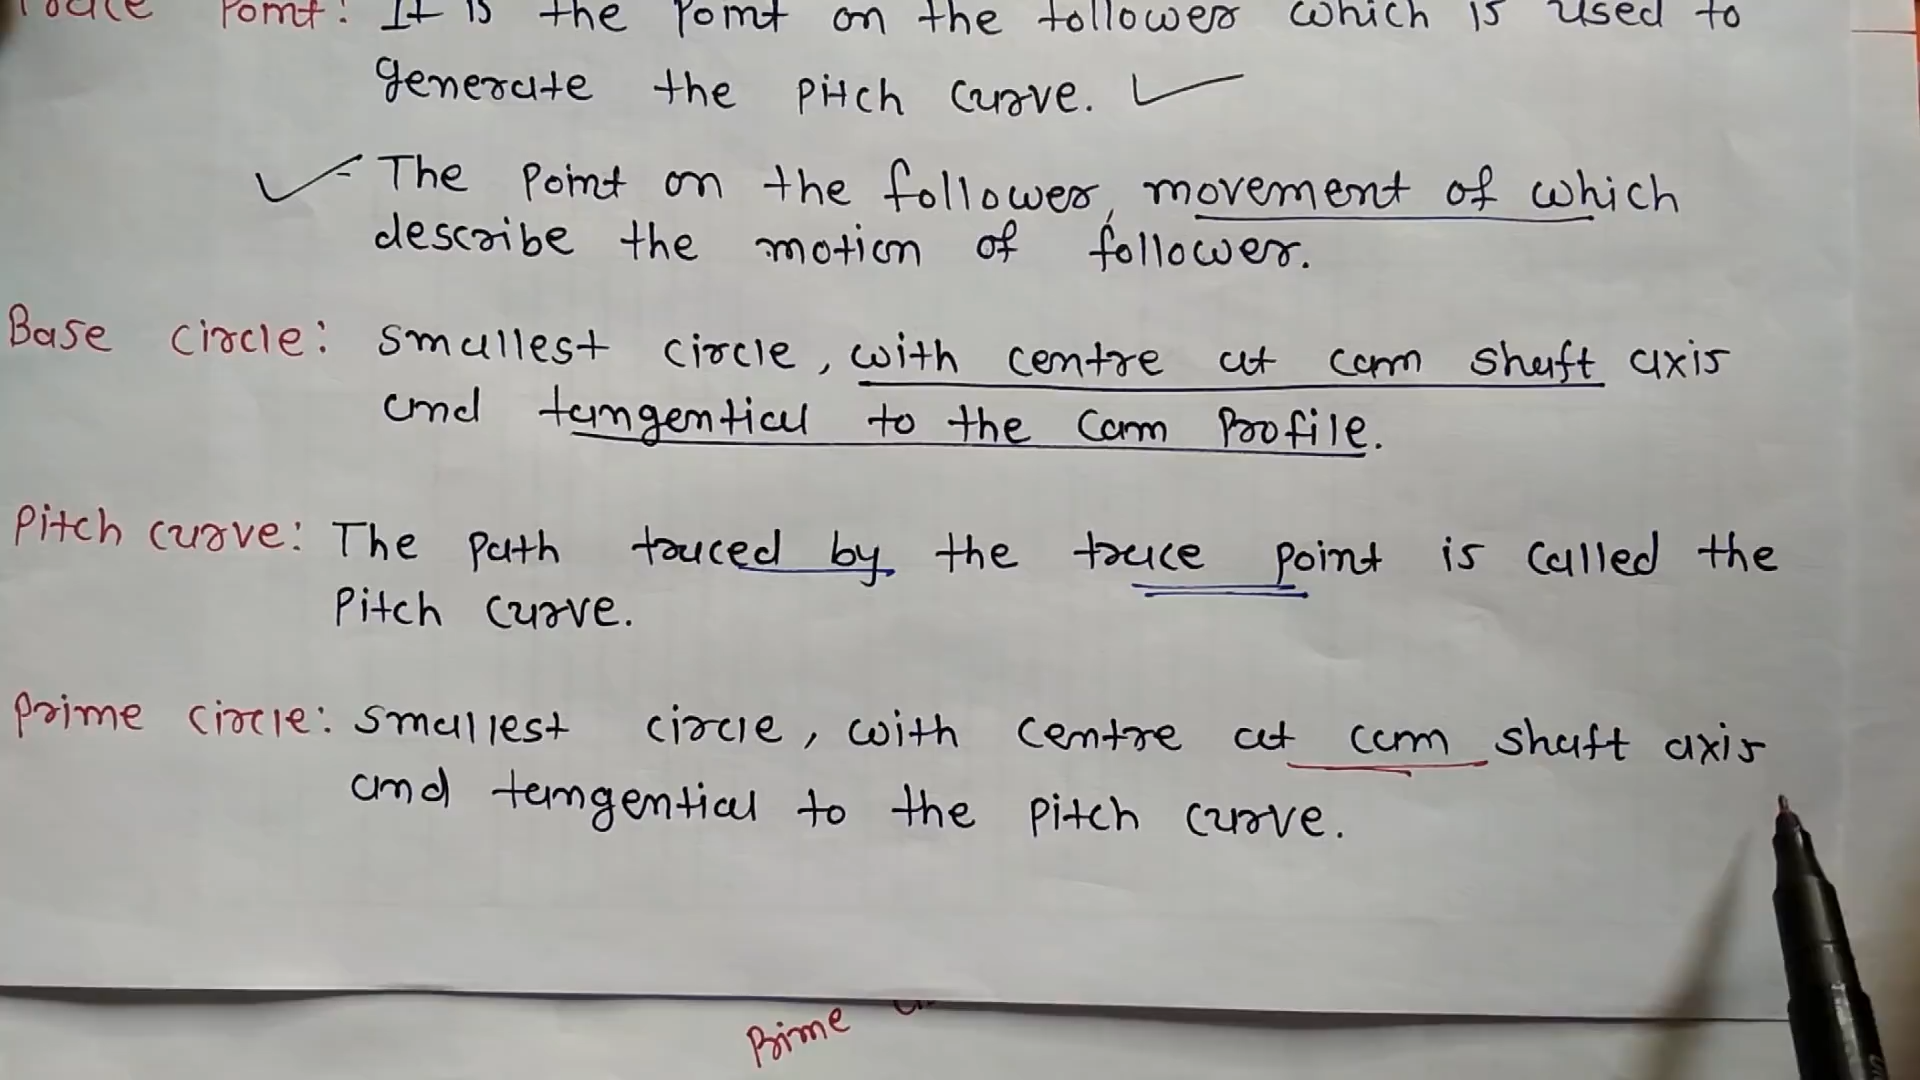 Trace Point: It is the Point on the follower which is used to
generate the Pitch curve.
- The Point on the follower, movement of which
describe the motion of follower.
Base circle: smallest circle, with centre at cam shaft axis
and tangential to the cam Profile.
Pitch curve: The path traced by the trace point is called the
Pitch curve.
Prime circle: smallest circle, with centre at cam shaft axis
and tangential to the Pitch curve.
Prime